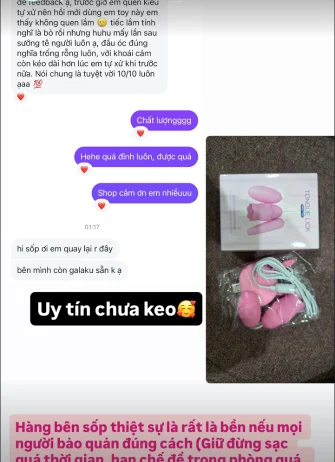 để feedback ạ, trước giờ em quen kiểu
tự xử nên hồi mới dùng em toy này em
thấy không quen lắm 😥 tiếc lắm tính
nghĩ là bỏ rồi nhưng huhu mấy lần sau
sướng tê người luôn ạ, đầu óc đúng
nghĩa trống rỗng luôn, với khoái cảm
còn kéo dài hơn lúc em tự xử khi trước
nữa. Nói chung là tuyệt vời 10/10 luôn
ạaa 💯
Chất lượngggg
Hehe quá đỉnh luôn, được quá
Shop cảm ơn em nhiềuuu
01:17
hi sốp ơi em quay lại r đây
bên mình còn galaku sẵn k ạ
TONGUE LICK
Uy tín chưa keo🥰
Hàng bên sốp thiệt sự là rất là bền nếu mọi
người bảo quản đúng cách (Giữ đừng sạc
quá thời gian, hạn chế để trong phòng quá